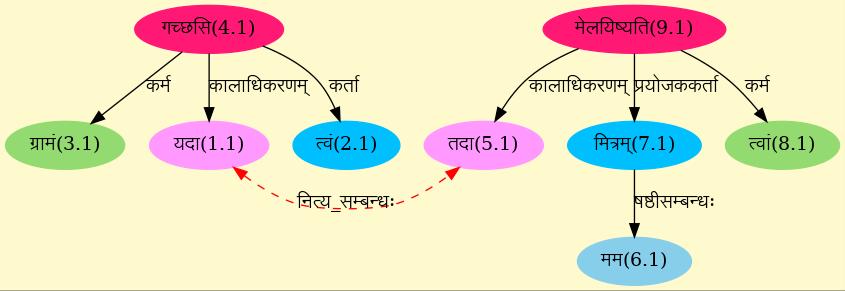 गच्छसि(4.1)
मेलयिष्यति(9.1)
कर्म
कालाधिकरणम्
कर्ता
कालाधिकरणम्
प्रयोजककर्ता
कर्म
ग्रामं(3.1)
यदा(1.1)
त्वं(2.1)
तदा(5.1)
मित्रम्(7.1)
त्वां(8.1)
नित्य_सम्बन्धः
षष्ठीसम्बन्धः
मम(6.1)